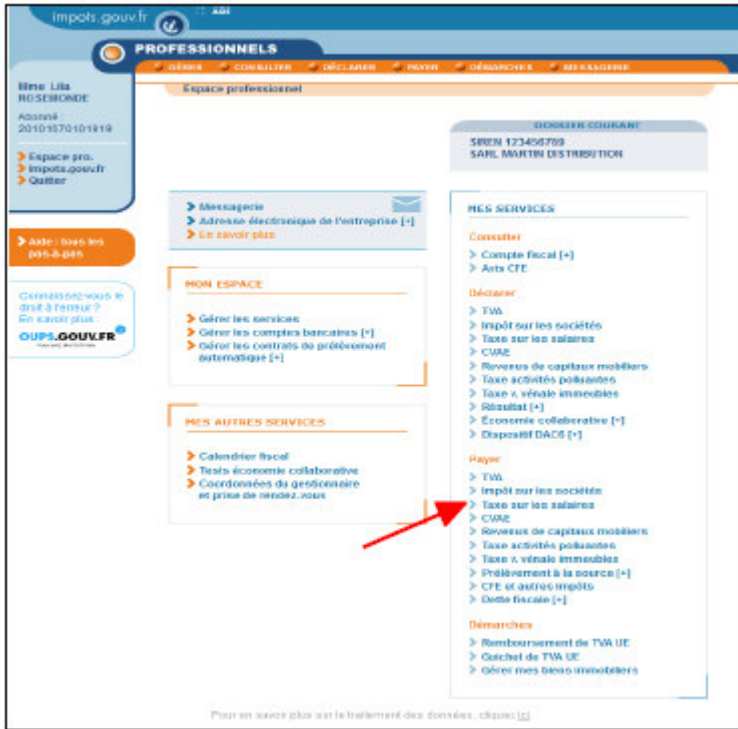 impots.gouv.fr
PROFESSIONNELS
GÉRER CONSULTER DÉCLARER PAYER DÉMARCHES MESSAGERIE
Mme Lila
ROSEMONDE
Abonné :
20101670101919
Espace pro.
impots.gouv.fr
Quitter
Aide : tous les
pas-à-pas
Connaissez-vous le
droit à l'erreur ?
En savoir plus :
OUPS.GOUV.FR
Espace professionnel
Messagerie
Adresse électronique de l'entreprise [+]
En savoir plus
MON ESPACE
Gérer les services
Gérer les comptes bancaires [+]
Gérer les contrats de prélèvement
automatique [+]
MES AUTRES SERVICES
Calendrier fiscal
Tests économie collaborative
Coordonnées du gestionnaire
et prise de rendez-vous
DOSSIER COURANT
SIREN 123456789
SARL MARTIN DISTRIBUTION
MES SERVICES
Consulter
Compte fiscal [+]
Avis CFE
Déclarer
TVA
Impôt sur les sociétés
Taxe sur les salaires
CVAE
Revenus de capitaux mobiliers
Taxe activités polluantes
Taxe v. vénale immeubles
Résultat [+]
Économie collaborative [+]
Dispositif DAC6 [+]
Payer
TVA
Impôt sur les sociétés
Taxe sur les salaires
CVAE
Revenus de capitaux mobiliers
Taxe activités polluantes
Taxe v. vénale immeubles
Prélèvement à la source [+]
CFE et autres impôts
Dette fiscale [+]
Démarches
Remboursement de TVA UE
Guichet de TVA UE
Gérer mes biens immobiliers
Pour en savoir plus sur le traitement des données, cliquez ici